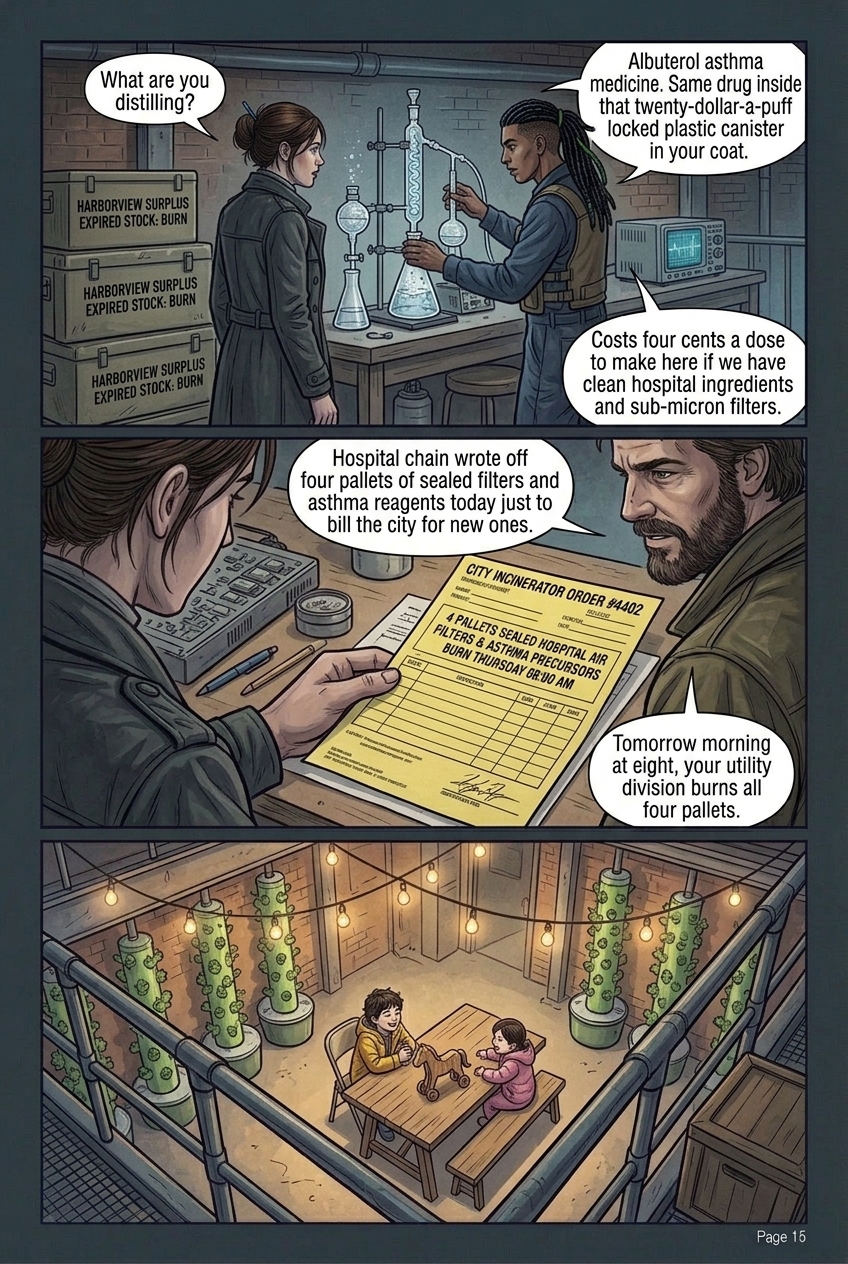 What are you
distilling?
Albuterol asthma
medicine. Same drug inside
that twenty-dollar-a-puff
locked plastic canister
in your coat.
HARBORVIEW SURPLUS
EXPIRED STOCK: BURN
HARBORVIEW SURPLUS
EXPIRED STOCK: BURN
HARBORVIEW SURPLUS
EXPIRED STOCK: BURN
Costs four cents a dose
to make here if we have
clean hospital ingredients
and sub-micron filters.
Hospital chain wrote off
four pallets of sealed filters and
asthma reagents today just to
bill the city for new ones.
CITY INCINERATOR ORDER #4402
4 PALLETS SEALED HOSPITAL AIR
FILTERS & ASTHMA PRECURSORS
BURN THURSDAY 08:00 AM
Tomorrow morning
at eight, your utility
division burns all
four pallets.
Page 15